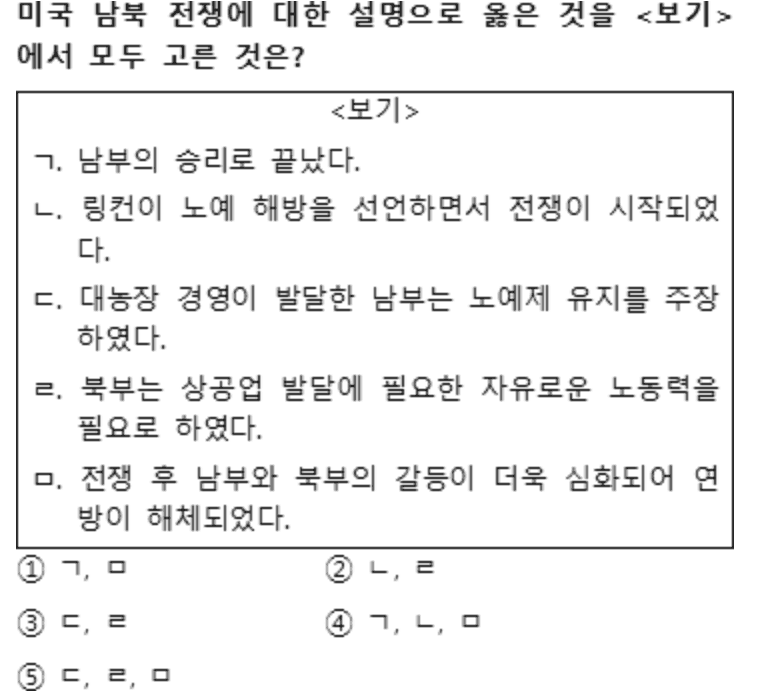 미국 남북 전쟁에 대한 설명으로 옳은 것을 <보기>
에서 모두 고른 것은?
<보기>
ㄱ. 남부의 승리로 끝났다.
ㄴ. 링컨이 노예 해방을 선언하면서 전쟁이 시작되었
다.
ㄷ. 대농장 경영이 발달한 남부는 노예제 유지를 주장
하였다.
ㄹ. 북부는 상공업 발달에 필요한 자유로운 노동력을
필요로 하였다.
ㅁ. 전쟁 후 남부와 북부의 갈등이 더욱 심화되어 연
방이 해체되었다.
① ㄱ, ㅁ ② ㄴ, ㄹ
③ ㄷ, ㄹ ④ ㄱ, ㄴ, ㅁ
⑤ ㄷ, ㄹ, ㅁ